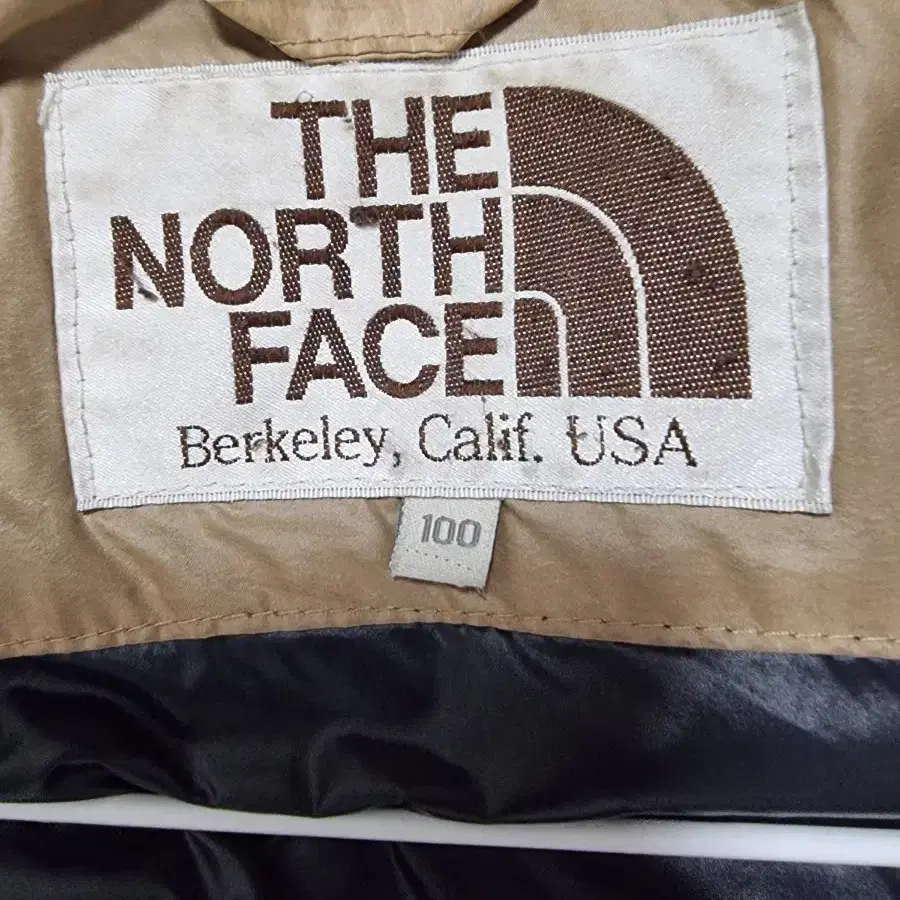 THE
NORTH
FACE
Berkeley, Calif. USA
100